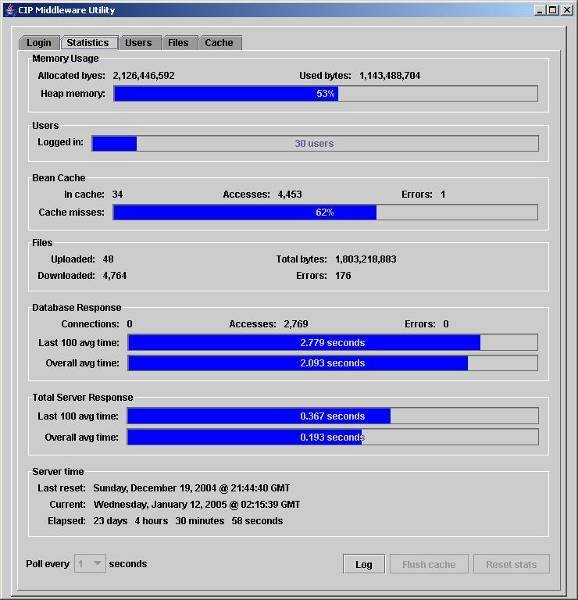 CIP Middleware Utility
Login Statistics Users Files Cache
Memory Usage
Allocated byes: 2,126,446,592 Used bytes: 1,143,488,704
Heap memory: 53%
Users
Logged in: 30 users
Bean Cache
In cache: 34 Accesses: 4,453 Errors: 1
Cache misses: 62%
Files
Uploaded: 48 Total bytes: 1,803,218,883
Downloaded: 4,764 Errors: 176
Database Response
Connections: 0 Accesses: 2,769 Errors: 0
Last 100 avg time: 2.779 seconds
Overall avg time: 2.093 seconds
Total Server Response
Last 100 avg time: 0.367 seconds
Overall avg time: 0.193 seconds
Server time
Last reset: Sunday, December 19, 2004 @ 21:44:40 GMT
Current: Wednesday, January 12, 2005 @ 02:15:39 GMT
Elapsed: 23 days 4 hours 30 minutes 58 seconds
Poll every 1 seconds Log Flush cache Reset stats